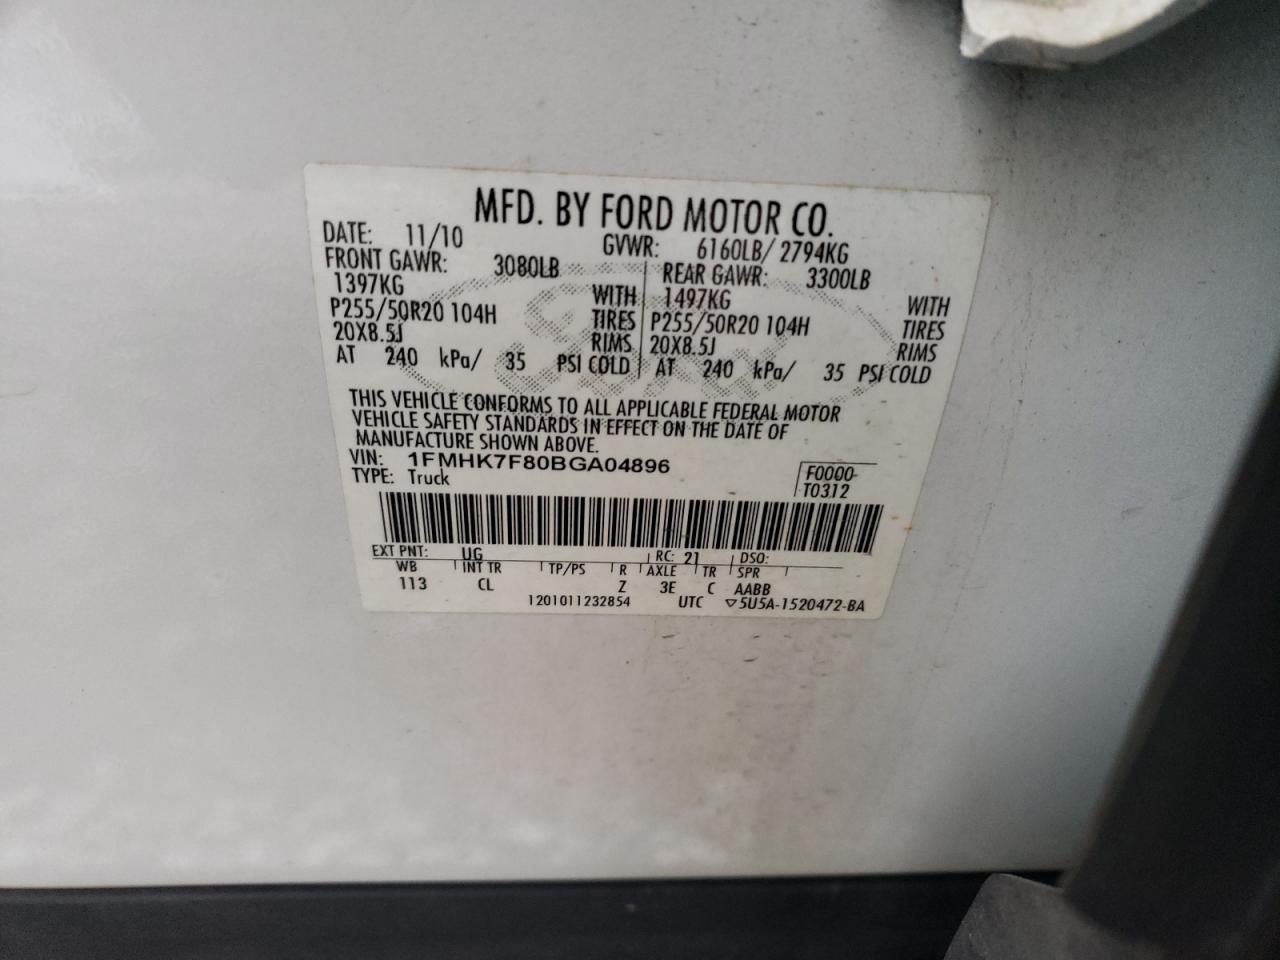 MFD. BY FORD MOTOR CO.
DATE: 11/10 GVWR: 6160LB/ 2794KG
FRONT GAWR: 3080LB REAR GAWR: 3300LB
1397KG WITH 1497KG WITH
P255/50R20 104H TIRES P255/50R20 104H TIRES
20X8.5J RIMS 20X8.5J RIMS
AT 240 kPa/ 35 PSI COLD AT 240 kPa/ 35 PSI COLD
THIS VEHICLE CONFORMS TO ALL APPLICABLE FEDERAL MOTOR
VEHICLE SAFETY STANDARDS IN EFFECT ON THE DATE OF
MANUFACTURE SHOWN ABOVE.
VIN: 1FMHK7F80BGA04896 F0000-
TYPE: Truck T0312
EXT PNT: UG RC: 21 DSO:
WB INT TR TP/PS R AXLE TR SPR
113 CL Z 3E C AABB
1201011232854 UTC ▽5U5A-1520472-BA